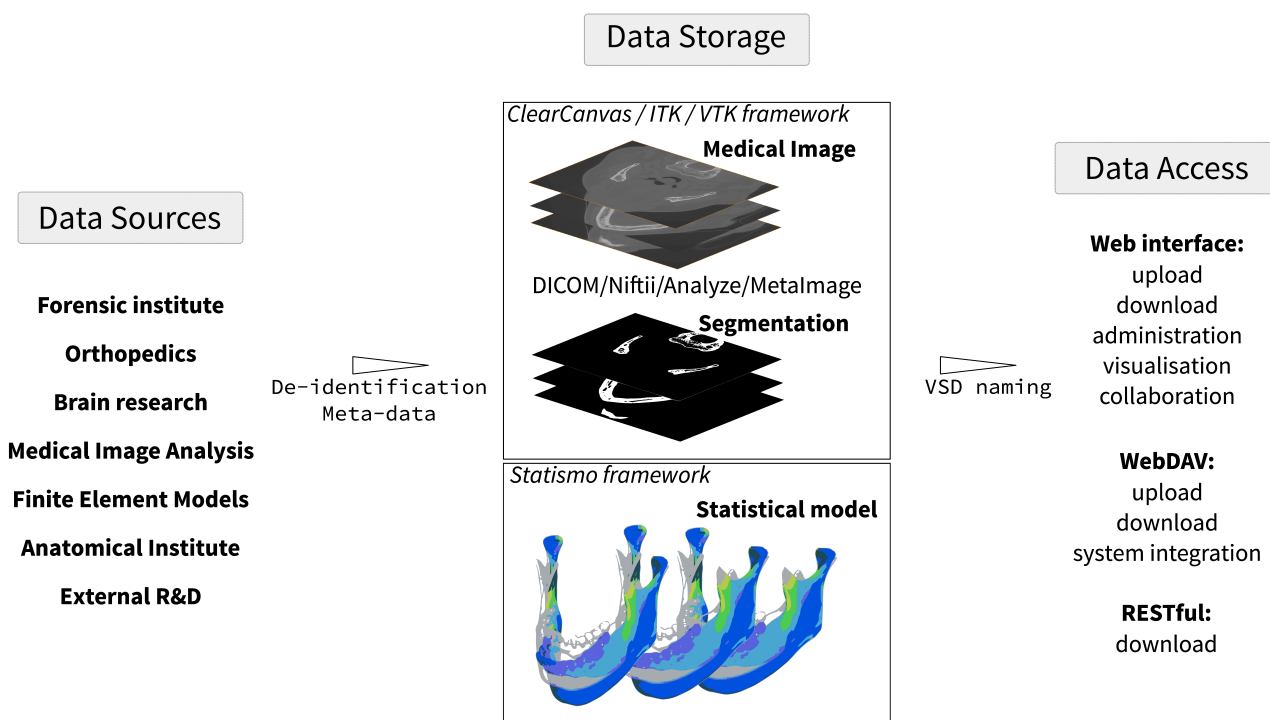 Data Storage
Data Sources
Forensic institute
Orthopedics
Brain research
Medical Image Analysis
Finite Element Models
Anatomical Institute
External R&D
De-identification
Meta-data
ClearCanvas / ITK / VTK framework
Medical Image
DICOM/Niftii/Analyze/MetaImage
Segmentation
Statismo framework
Statistical model
VSD naming
Data Access
Web interface:
upload
download
administration
visualisation
collaboration
WebDAV:
upload
download
system integration
RESTful:
download